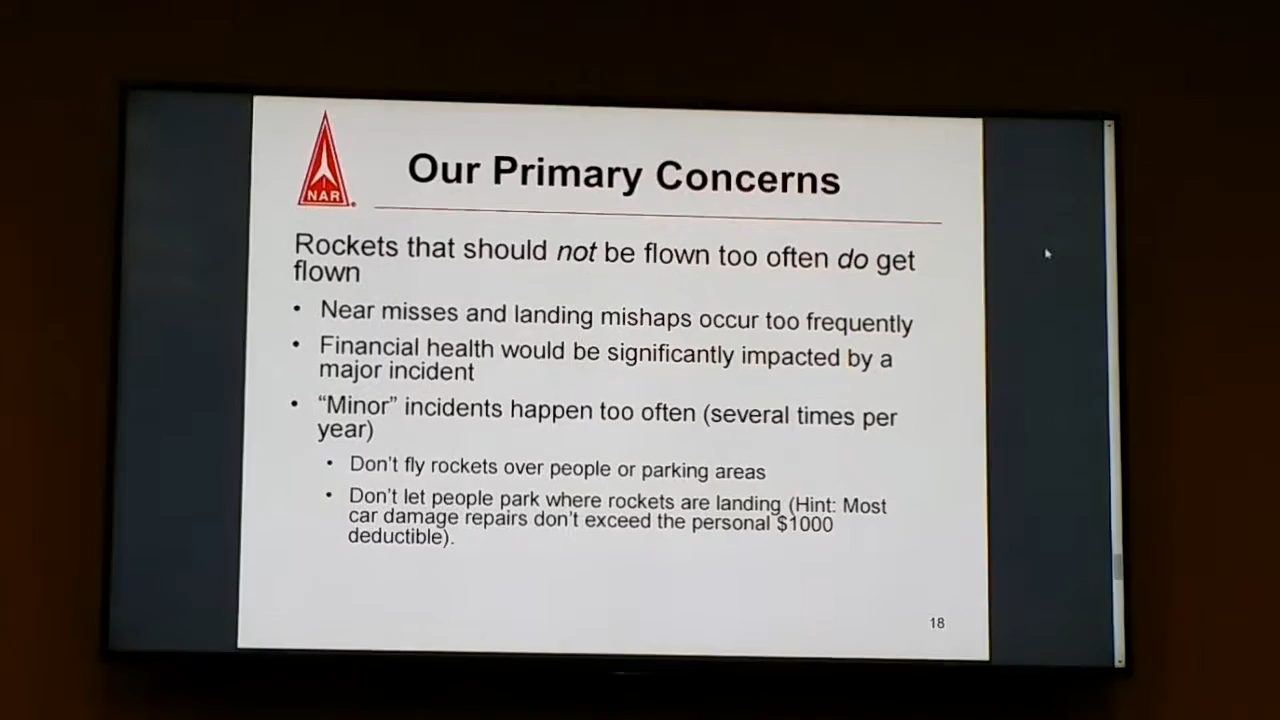 NAR
Our Primary Concerns
Rockets that should not be flown too often do get
flown
• Near misses and landing mishaps occur too frequently
• Financial health would be significantly impacted by a
major incident
• “Minor” incidents happen too often (several times per
year)
• Don't fly rockets over people or parking areas
• Don't let people park where rockets are landing (Hint: Most
car damage repairs don't exceed the personal $1000
deductible).
18